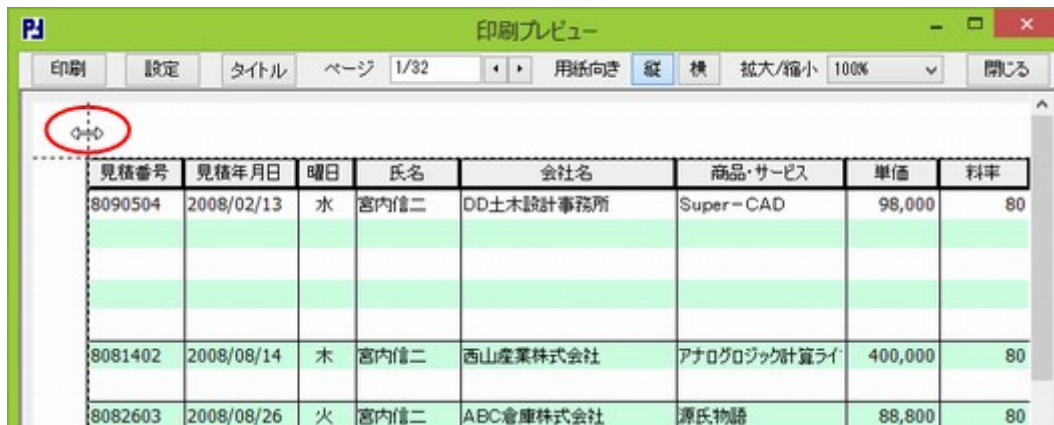 印刷プレビュー
印刷 設定 タイトル ページ 1/32 用紙向き 縦 横 拡大/縮小 100% 閉じる
見積番号 見積年月日 曜日 氏名 会社名 商品・サービス 単価 料率
8090504 2008/02/13 水 宮内信二 DD土木設計事務所 Super-CAD 98,000 80
8081402 2008/08/14 木 宮内信二 西山産業株式会社 アナログロジック計算ライ 400,000 80
8082603 2008/08/26 火 宮内信二 ABC倉庫株式会社 源氏物語 88,800 80